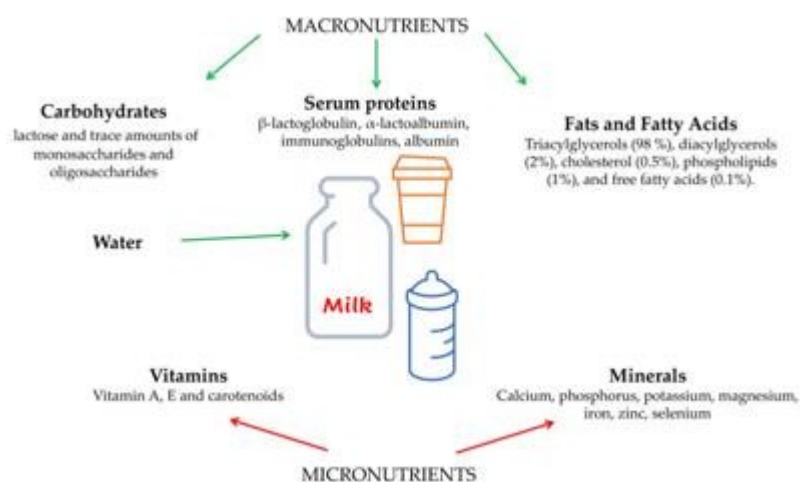 MACRONUTRIENTS
Carbohydrates
lactose and trace amounts of
monosaccharides and
oligosaccharides
Serum proteins
β-lactoglobulin, α-lactoalbumin,
immunoglobulins, albumin
Fats and Fatty Acids
Triacylglycerols (98 %), diacylglycerols
(2%), cholesterol (0.5%), phospholipids
(1%), and free fatty acids (0.1%).
Water
Milk
Vitamins
Vitamin A, E and carotenoids
Minerals
Calcium, phosphorus, potassium, magnesium,
iron, zinc, selenium
MICRONUTRIENTS